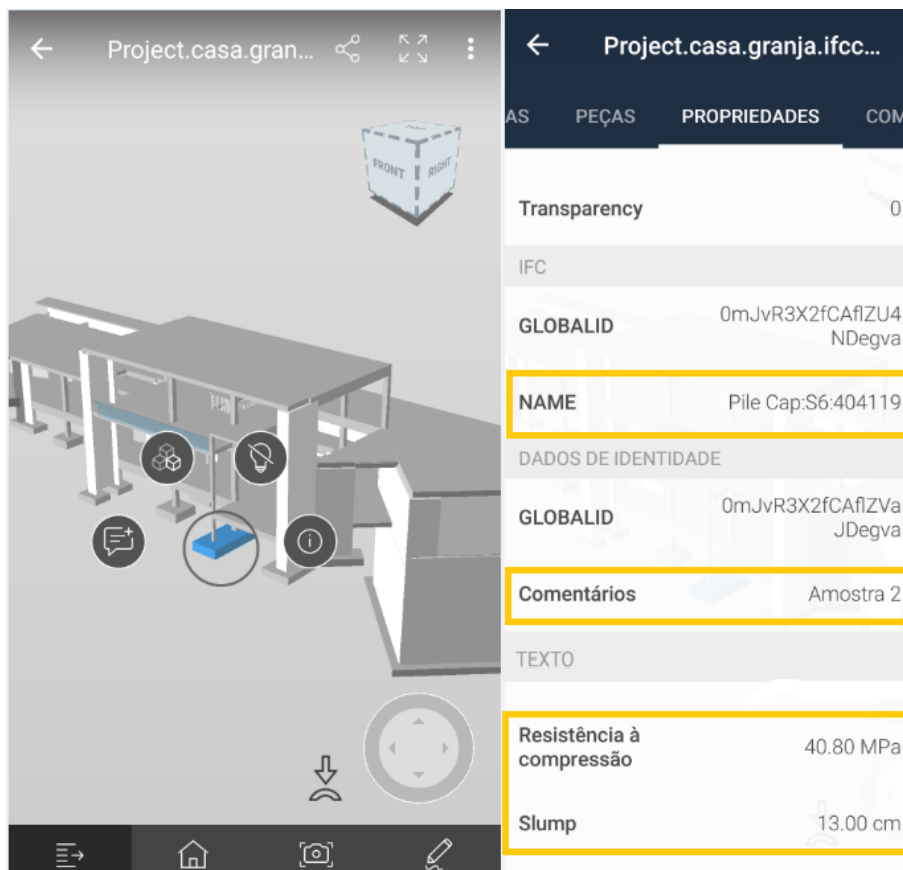 Project.casa.gran...
FRONT
RIGHT
Project.casa.granja.ifcc...
AS
PEÇAS
PROPRIEDADES
COM
Transparency
0
IFC
GLOBALID
0mJvR3X2fCAflZU4
NDegva
NAME
Pile Cap:S6:404119
DADOS DE IDENTIDADE
GLOBALID
0mJvR3X2fCAflZVa
JDegva
Comentários
Amostra 2
TEXTO
Resistência à
compressão
40.80 MPa
Slump
13.00 cm